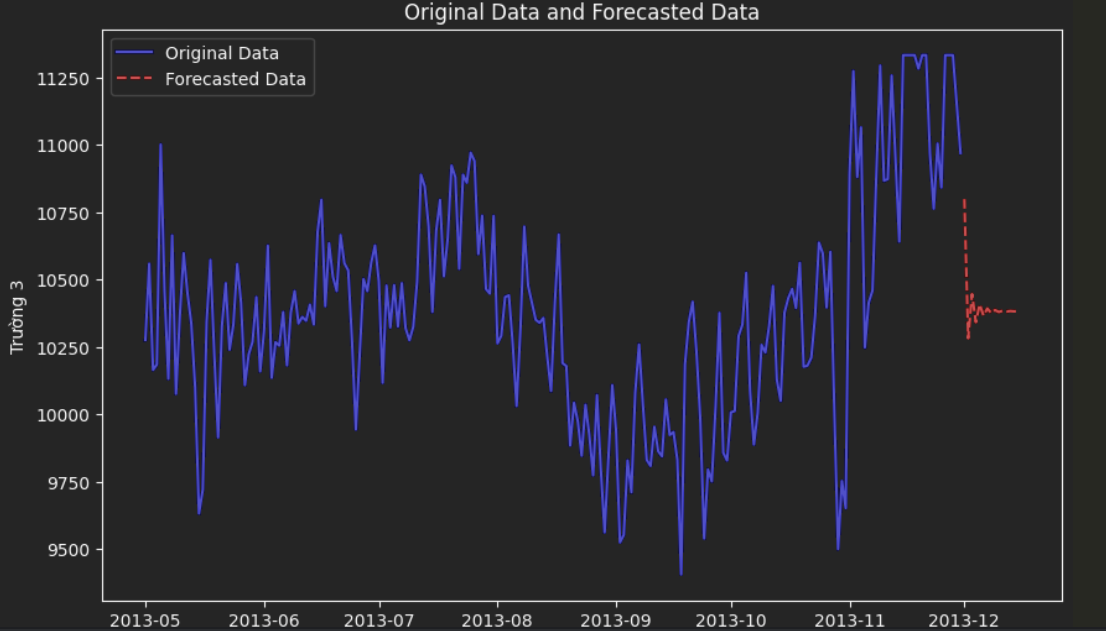 Original Data and Forecasted Data
Original Data
Forecasted Data
11250
11000
10750
10500
10250
10000
9750
9500
Trường 3
2013-05 2013-06 2013-07 2013-08 2013-09 2013-10 2013-11 2013-12